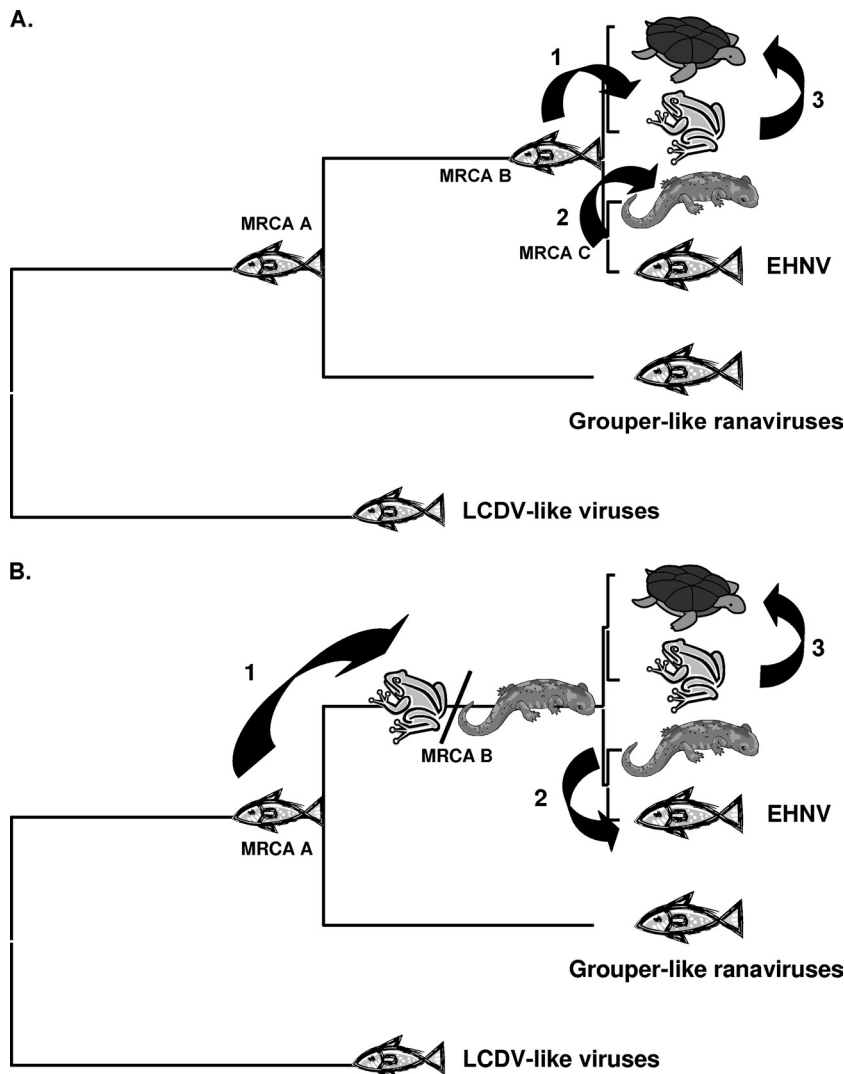 A.
1
3
MRCA B
2
MRCA A
MRCA C
EHNV
Grouper-like ranaviruses
LCDV-like viruses
B.
1
3
MRCA B
2
EHNV
MRCA A
Grouper-like ranaviruses
LCDV-like viruses